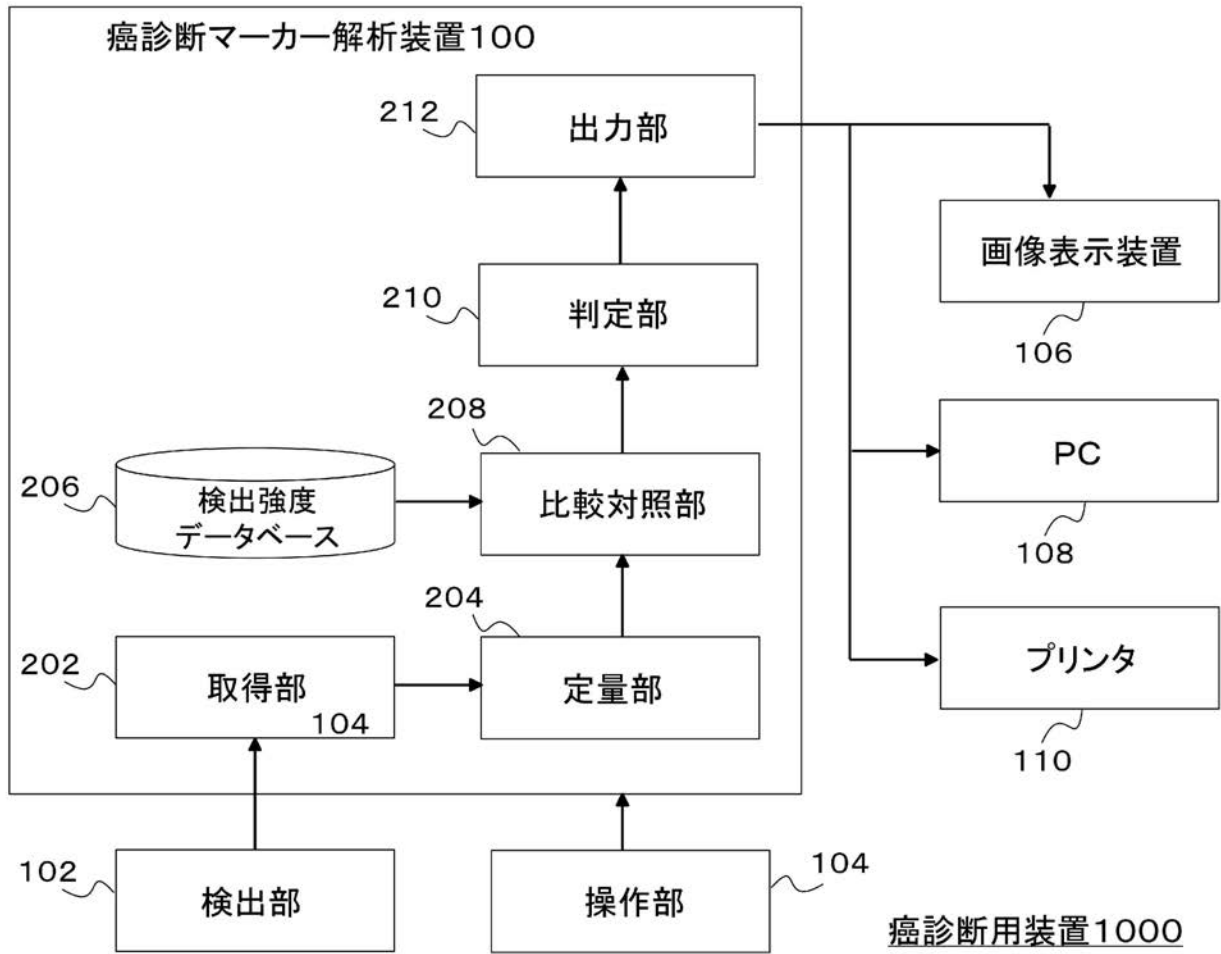 癌診断マーカー解析装置100
212
出力部
画像表示装置
106
210
判定部
208
比較対照部
206
検出強度
データベース
PC
108
204
定量部
202
取得部
104
プリンタ
110
102
検出部
操作部
104
癌診断用装置1000